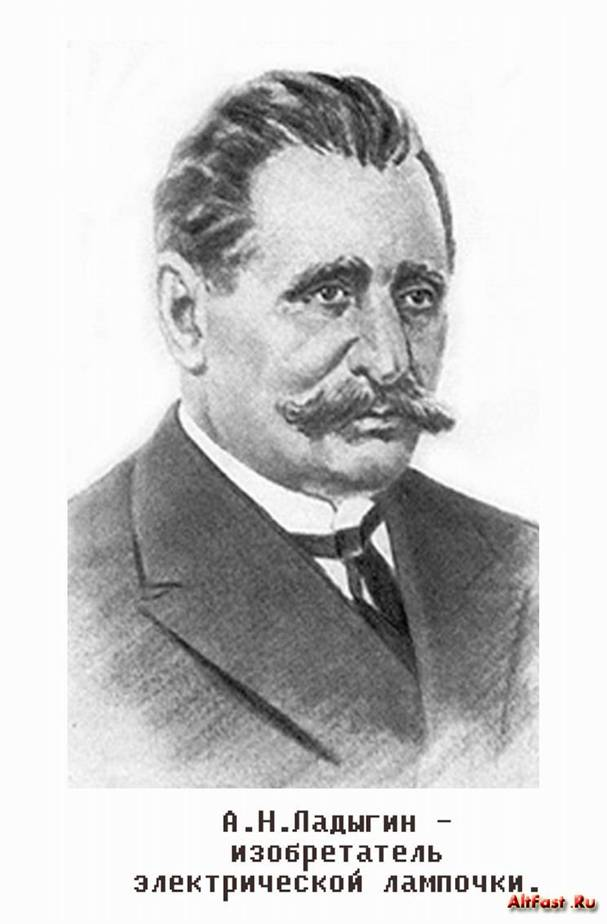 А.Н.Ладыгин -
изобретатель
электрической лампочки.
AltFast .Ru